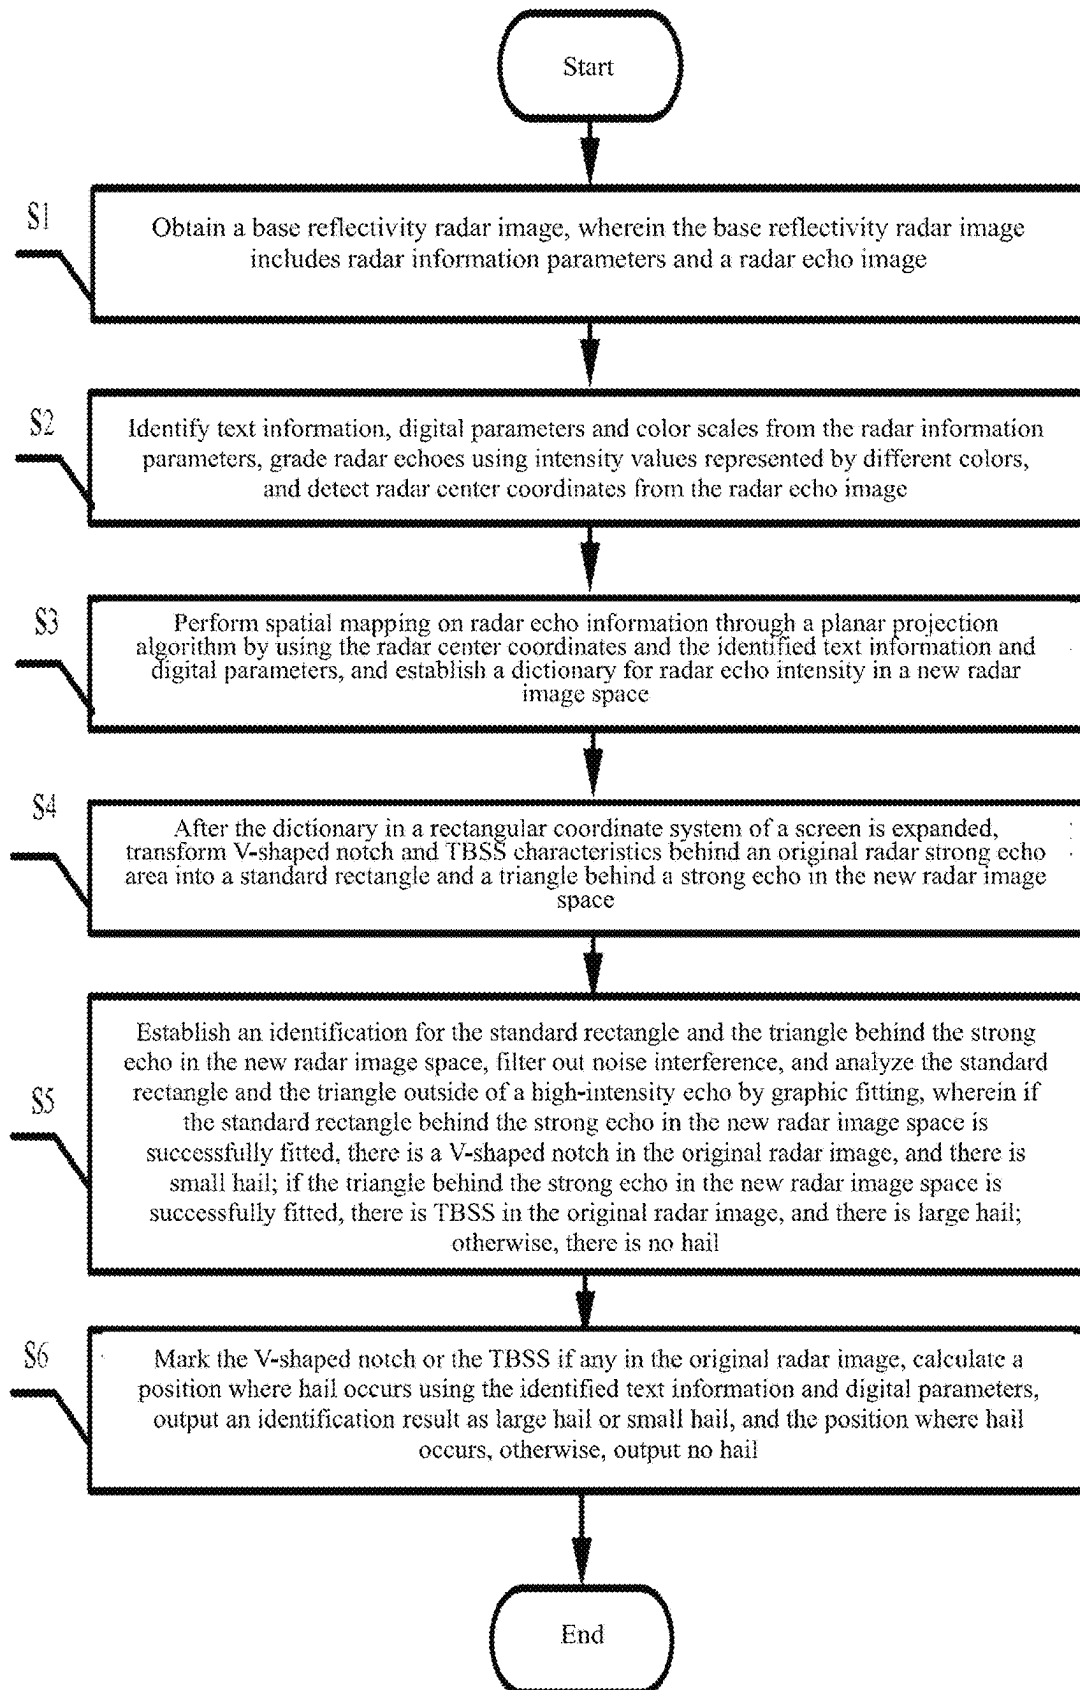 Start
S1
Obtain a base reflectivity radar image, wherein the base reflectivity radar image
includes radar information parameters and a radar echo image
S2
Identify text information, digital parameters and color scales from the radar information
parameters, grade radar echoes using intensity values represented by different colors,
and detect radar center coordinates from the radar echo image
S3
Perform spatial mapping on radar echo information through a planar projection
algorithm by using the radar center coordinates and the identified text information and
digital parameters, and establish a dictionary for radar echo intensity in a new radar
image space
S4
After the dictionary in a rectangular coordinate system of a screen is expanded,
transform V-shaped notch and TBSS characteristics behind an original radar strong echo
area into a standard rectangle and a triangle behind a strong echo in the new radar image
space
S5
Establish an identification for the standard rectangle and the triangle behind the strong
echo in the new radar image space, filter out noise interference, and analyze the standard
rectangle and the triangle outside of a high-intensity echo by graphic fitting, wherein if
the standard rectangle behind the strong echo in the new radar image space is
successfully fitted, there is a V-shaped notch in the original radar image, and there is
small hail; if the triangle behind the strong echo in the new radar image space is
successfully fitted, there is TBSS in the original radar image, and there is large hail;
otherwise, there is no hail
S6
Mark the V-shaped notch or the TBSS if any in the original radar image, calculate a
position where hail occurs using the identified text information and digital parameters,
output an identification result as large hail or small hail, and the position where hail
occurs, otherwise, output no hail
End